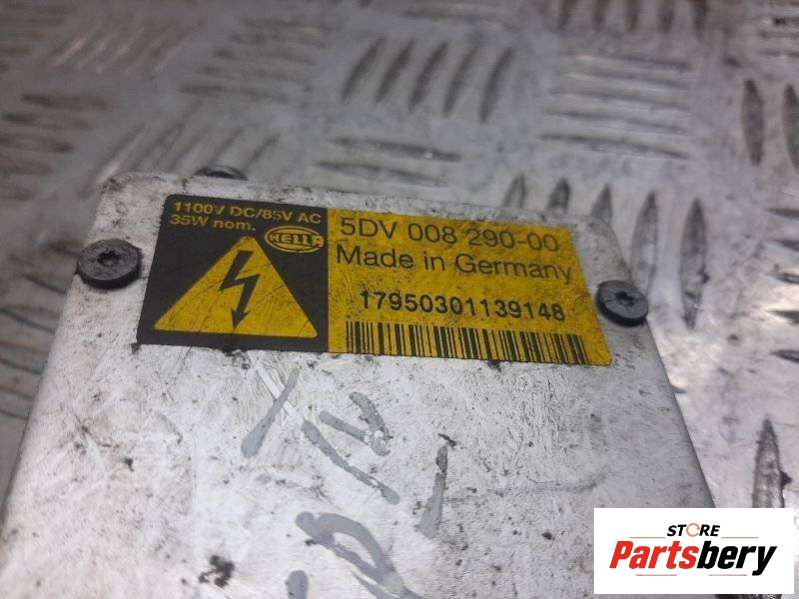 1100V DC/85V AC
35W nom.
HELLA
5DV 008 290-00
Made in Germany
17950301139148
STORE
Partsbery